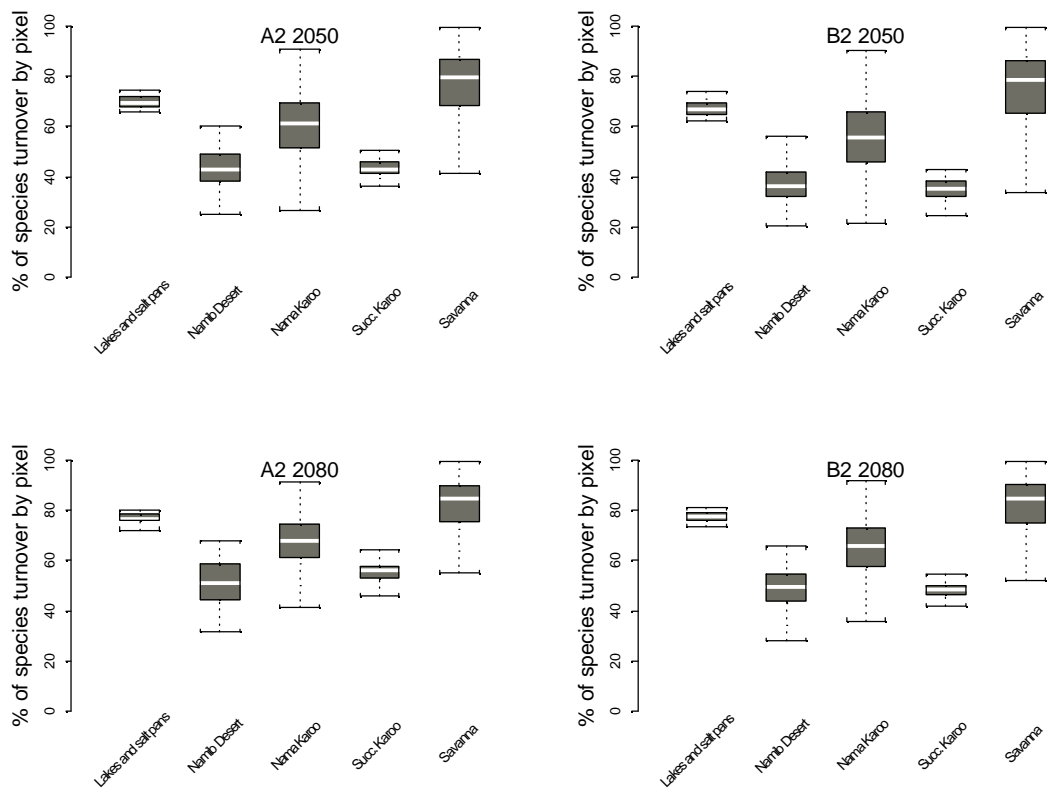 A2 2050
% of species turnover by pixel
100
80
60
40
20
0
Lakes and salt pans
Namib Desert
Nama Karoo
Succ. Karoo
Savanna
B2 2050
% of species turnover by pixel
100
80
60
40
20
0
Lakes and salt pans
Namib Desert
Nama Karoo
Succ. Karoo
Savanna
A2 2080
% of species turnover by pixel
100
80
60
40
20
0
Lakes and salt pans
Namib Desert
Nama Karoo
Succ. Karoo
Savanna
B2 2080
% of species turnover by pixel
100
80
60
40
20
0
Lakes and salt pans
Namib Desert
Nama Karoo
Succ. Karoo
Savanna